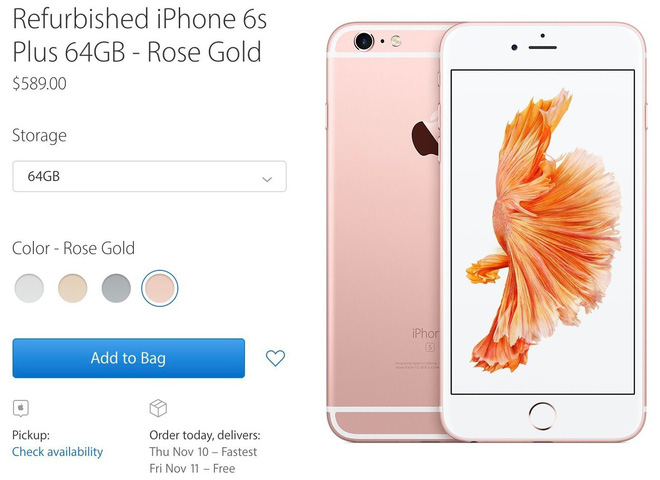 Refurbished iPhone 6s
Plus 64GB - Rose Gold
$589.00
Storage
64GB
Color - Rose Gold
Add to Bag
Pickup:
Check availability
Order today, delivers:
Thu Nov 10 – Fastest
Fri Nov 11 – Free
iPhon
S